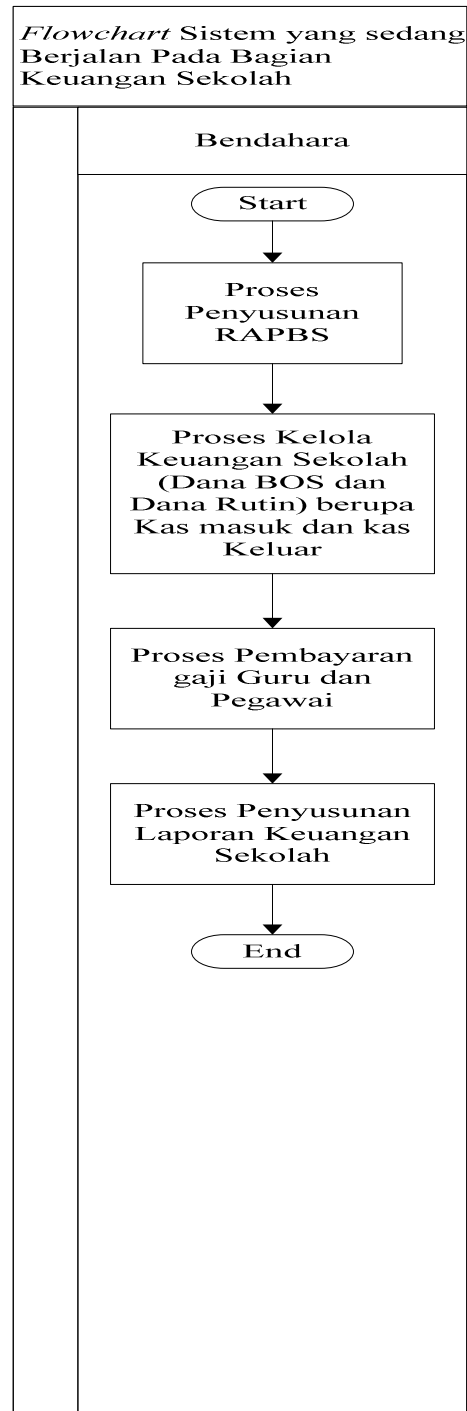 Flowchart Sistem yang sedang
Berjalan Pada Bagian
Keuangan Sekolah
Bendahara
Start
Proses
Penyusunan
RAPBS
Proses Kelola
Keuangan Sekolah
(Dana BOS dan
Dana Rutin) berupa
Kas masuk dan kas
Keluar
Proses Pembayaran
gaji Guru dan
Pegawai
Proses Penyusunan
Laporan Keuangan
Sekolah
End